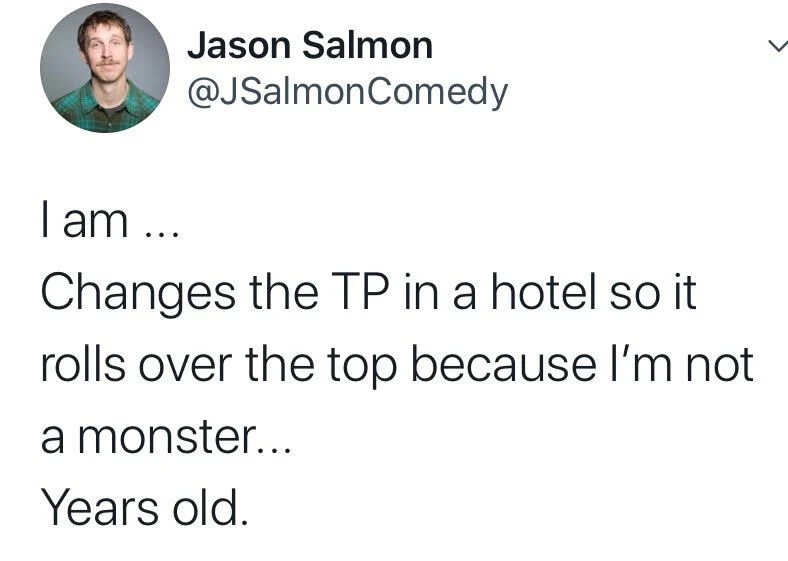 Jason Salmon
@JSalmonComedy
I am ...
Changes the TP in a hotel so it
rolls over the top because I'm not
a monster...
Years old.